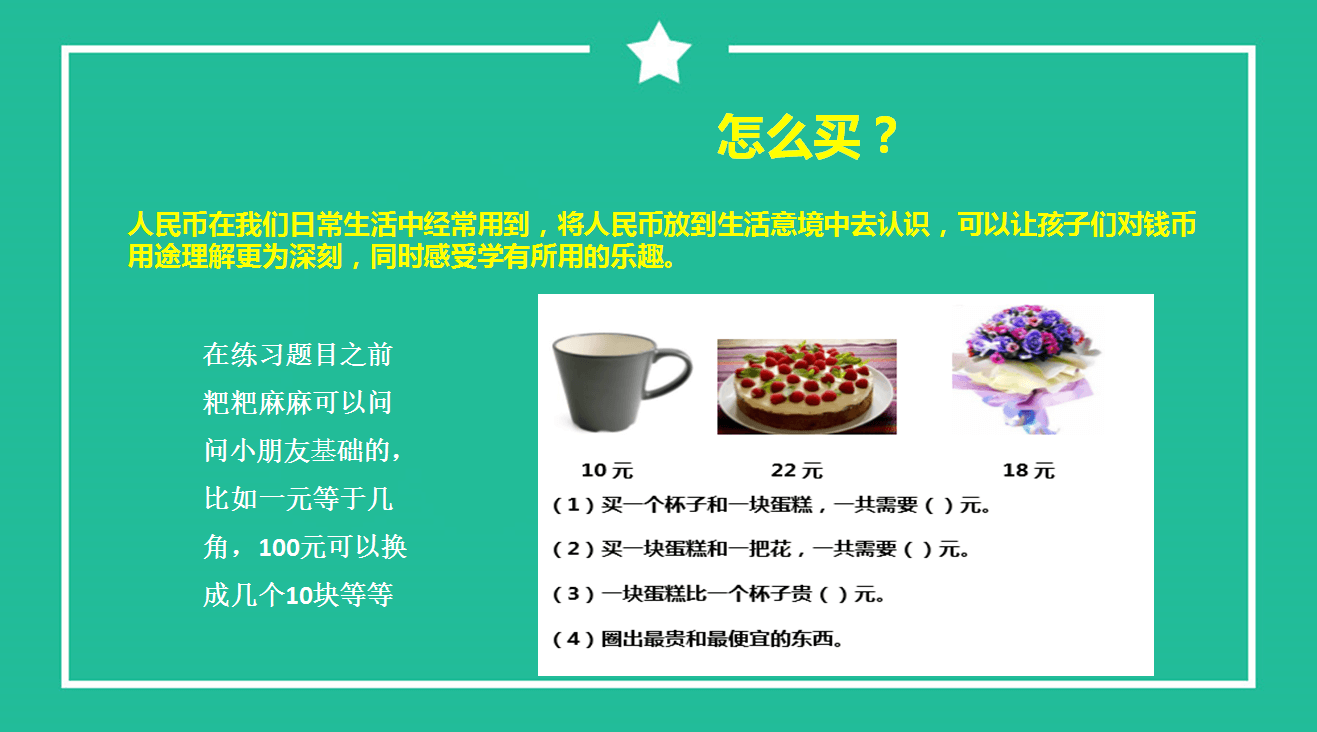 怎么买？
人民币在我们日常生活中经常用到，将人民币放到生活意境中去认识，可以让孩子们对钱币
用途理解更为深刻，同时感受学有所用的乐趣。
在练习题目之前
粑粑麻麻可以问
问小朋友基础的，
比如一元等于几
角，100元可以换
成几个10块等等
10 元
22 元
18 元
（1）买一个杯子和一块蛋糕，一共需要（ ）元。
（2）买一块蛋糕和一把花，一共需要（ ）元。
（3）一块蛋糕比一个杯子贵（ ）元。
（4）圈出最贵和最便宜的东西。